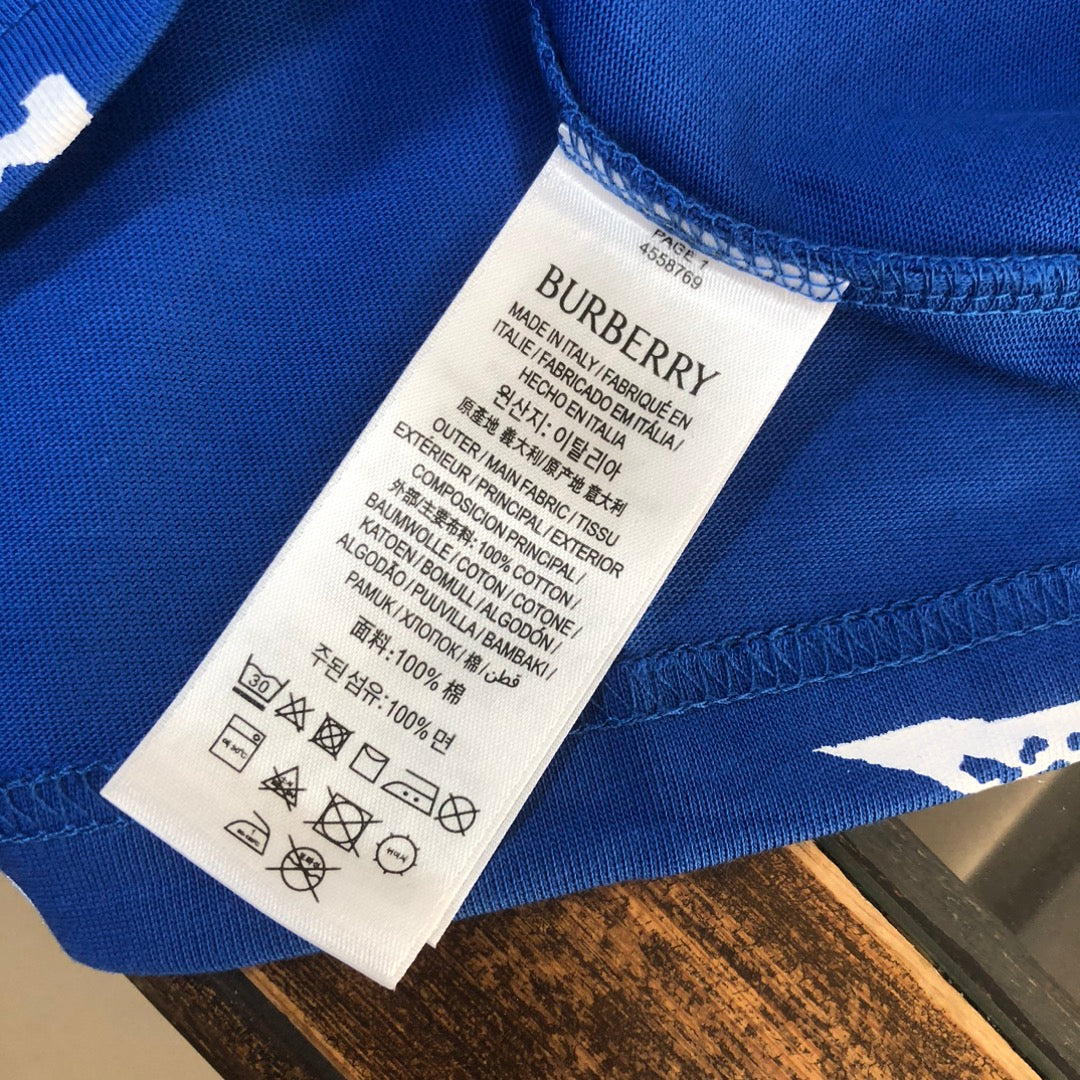 PAGE 1
4558769
BURBERRY
MADE IN ITALY / FABRIQUÉ EN
ITALIE / FABRICADO EM ITÁLIA /
HECHO EN ITALIA
원산지: 이탈리아
原產地 義大利/原产地 意大利
OUTER / MAIN FABRIC / TISSU
EXTÉRIEUR / PRINCIPAL / EXTERIOR
COMPOSICION PRINCIPAL /
外部/主要布料: 100% COTTON /
BAUMWOLLE / COTON / COTONE /
KATOEN / BOMULL / ALGODÓN /
ALGODÃO / PUUVILLA / BAMBAKI /
PAMUK / ХЛОПОК / 棉 / قطن
面料:100% 棉
주된 섬유:100% 면
30